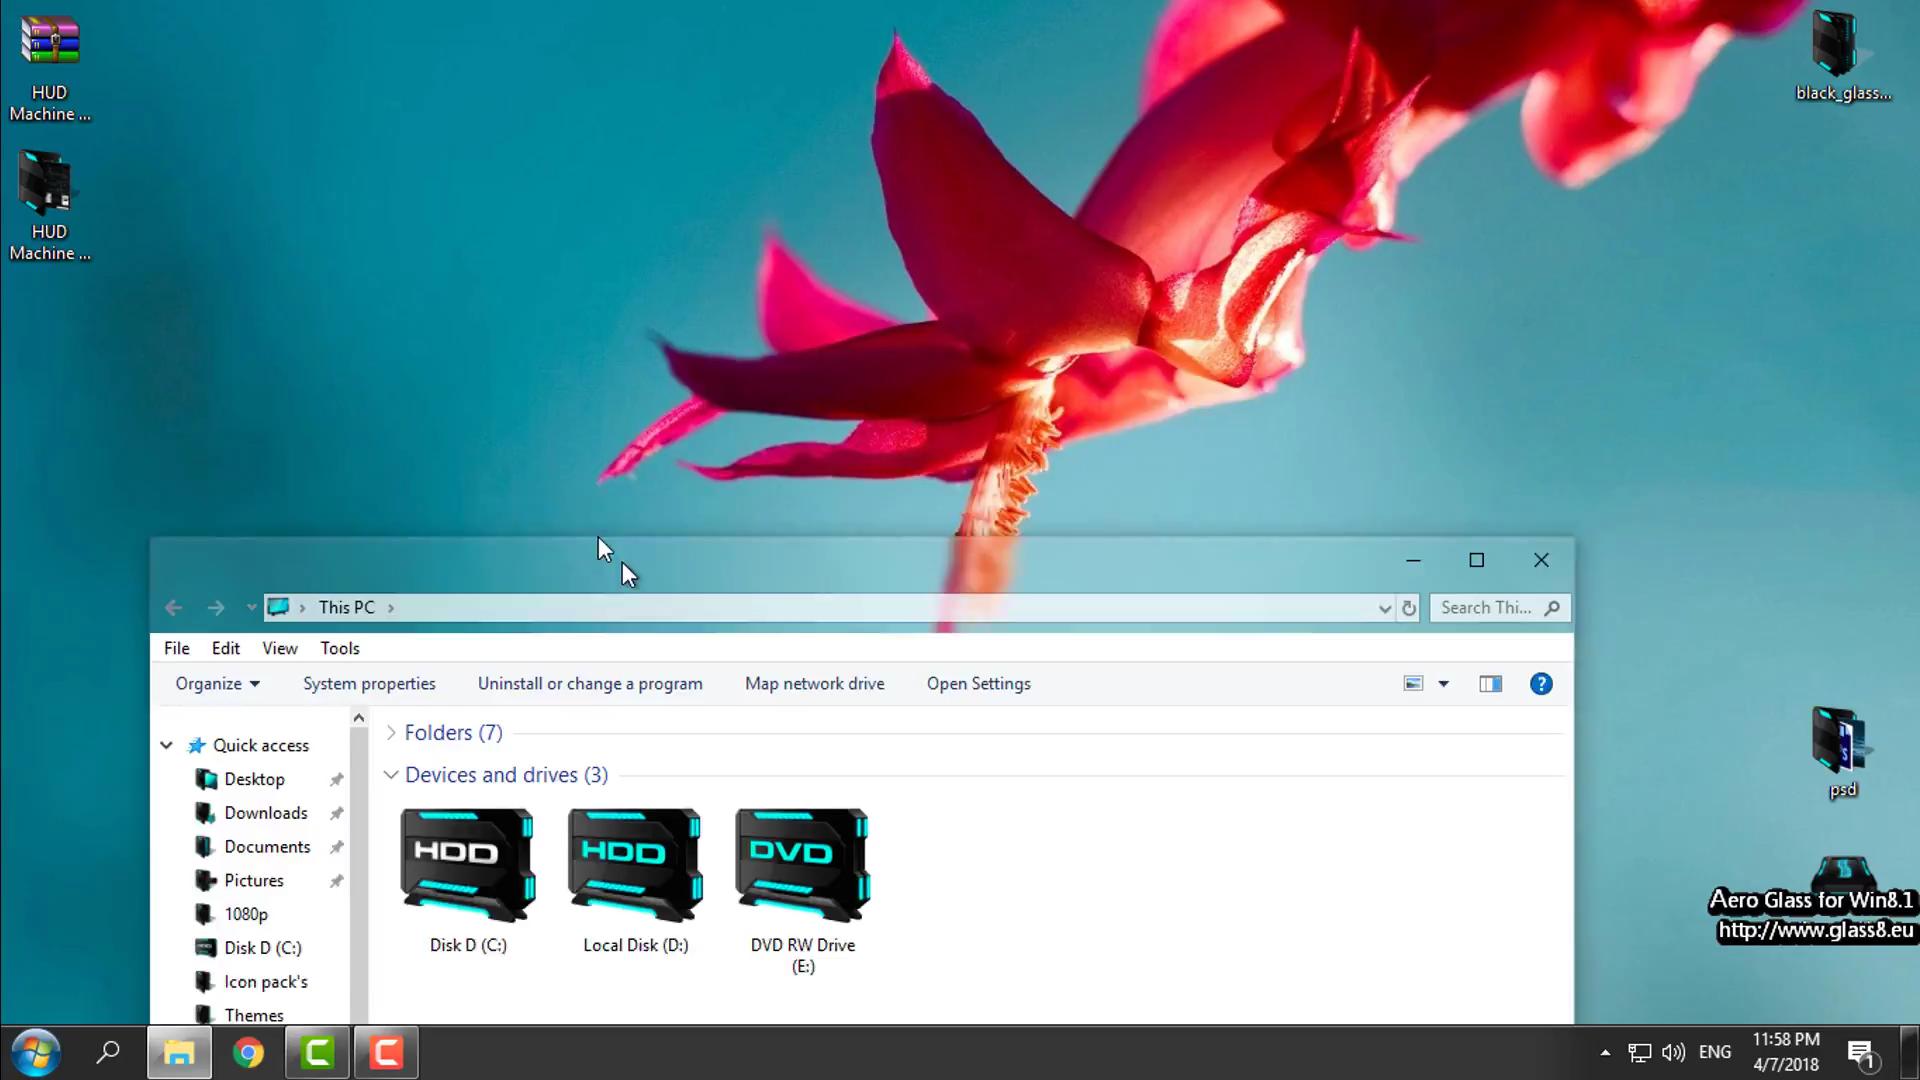 HUD
Machine ...
HUD
Machine ...
black_glass...
This PC
Search Thi...
File Edit View Tools
Organize System properties Uninstall or change a program Map network drive Open Settings
Quick access
Desktop
Downloads
Documents
Pictures
1080p
Disk D (C:)
Icon pack's
Themes
Folders (7)
Devices and drives (3)
HDD
HDD
DVD
Disk D (C:)
Local Disk (D:)
DVD RW Drive
(E:)
psd
Aero Glass for Win8.1
http://www.glass8.eu
ENG
11:58 PM
4/7/2018
1